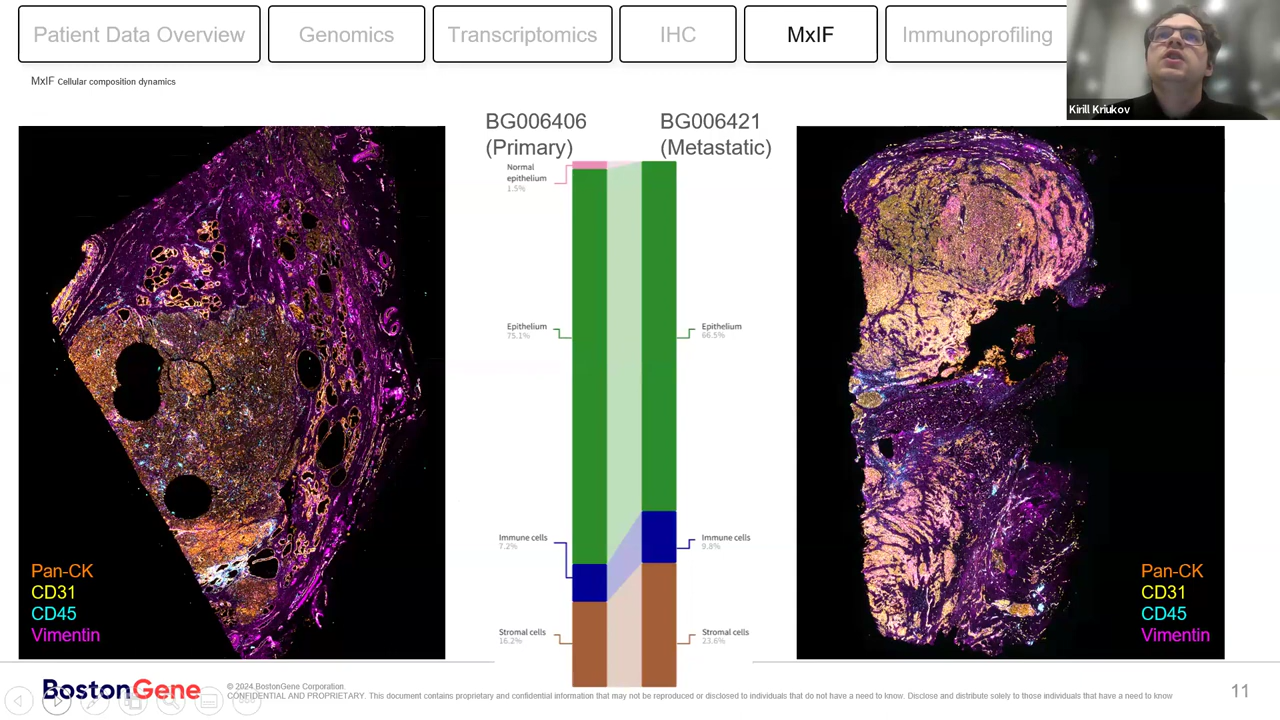 Patient Data Overview
Genomics
Transcriptomics
IHC
MxIF
Immunoprofiling
Kirill Kriukov
MxIF Cellular composition dynamics
BG006406
(Primary)
BG006421
(Metastatic)
Normal
epithelium
1.5%
Epithelium
75.1%
Epithelium
66.5%
Immune cells
7.2%
Immune cells
9.8%
Stromal cells
16.2%
Stromal cells
23.6%
Pan-CK
CD31
CD45
Vimentin
Pan-CK
CD31
CD45
Vimentin
BostonGene
© 2024 BostonGene Corporation.
CONFIDENTIAL AND PROPRIETARY. This document contains proprietary and confidential information that may not be reproduced or disclosed to individuals that do not have a need to know. Disclose and distribute solely to those individuals that have a need to know
11